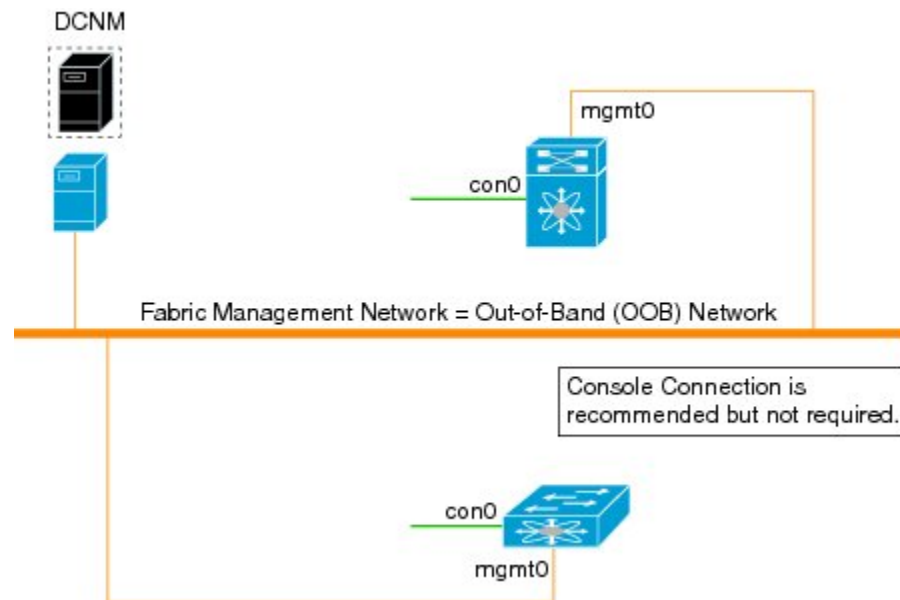 DCNM
mgmt0
con0
Fabric Management Network = Out-of-Band (OOB) Network
Console Connection is
recommended but not required.
con0
mgmt0